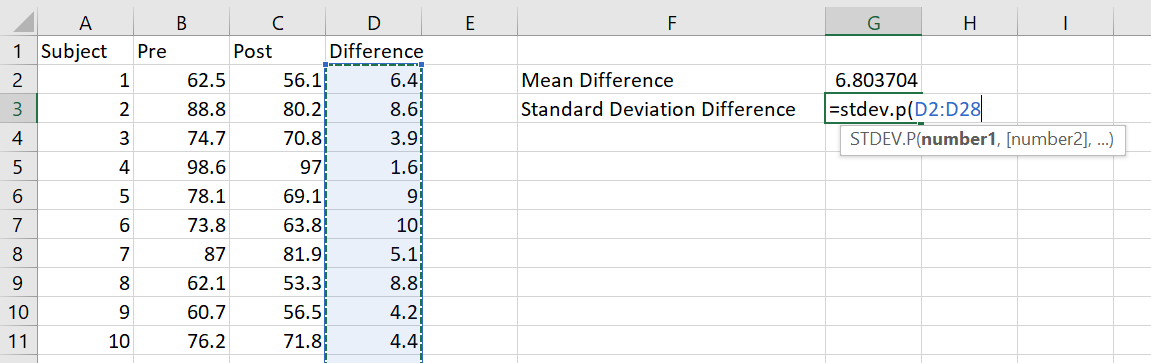 A B C D E F G H I
1 Subject Pre Post Difference
2 1 62.5 56.1 6.4 Mean Difference 6.803704
3 2 88.8 80.2 8.6 Standard Deviation Difference =stdev.p(D2:D28
4 3 74.7 70.8 3.9 STDEV.P(number1, [number2], ...)
5 4 98.6 97 1.6
6 5 78.1 69.1 9
7 6 73.8 63.8 10
8 7 87 81.9 5.1
9 8 62.1 53.3 8.8
10 9 60.7 56.5 4.2
11 10 76.2 71.8 4.4